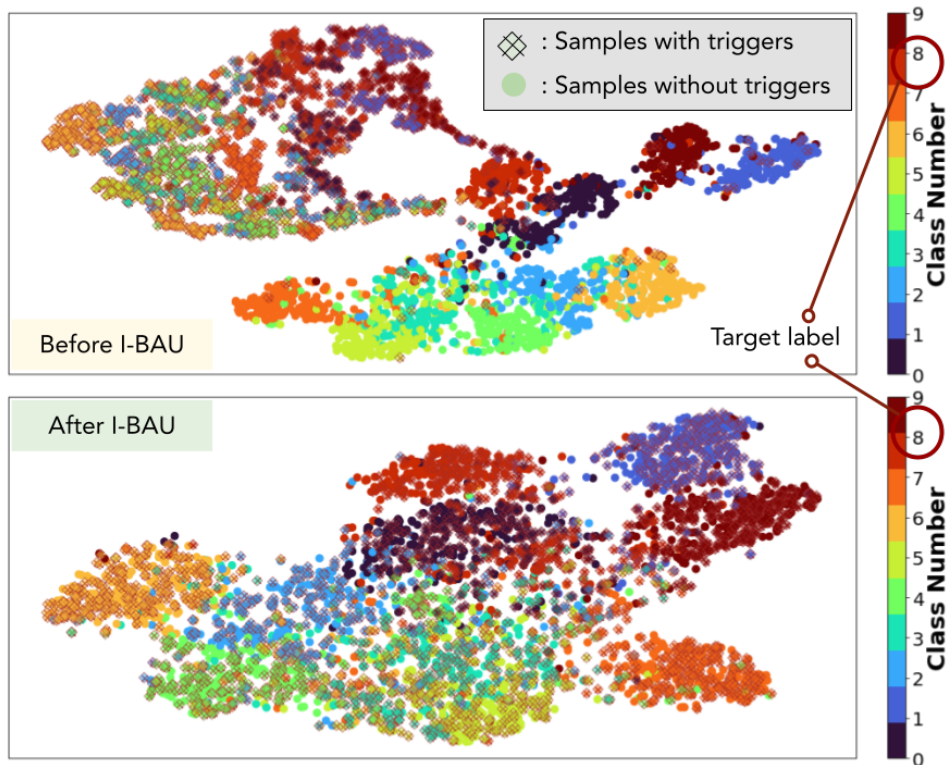 : Samples with triggers
: Samples without triggers
Before I-BAU
Target label
9
8
6
5
4
3
2
1
0
Class Number
After I-BAU
9
8
7
6
5
4
3
2
1
0
Class Number